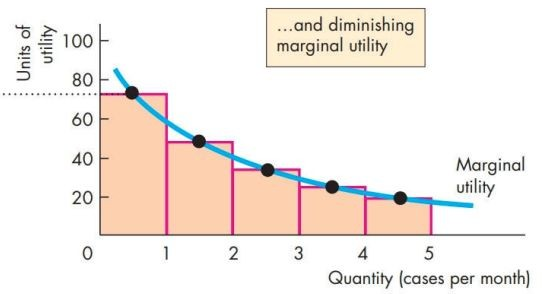 Units of
utility
…and diminishing
marginal utility
100
80
60
40
20
Marginal
utility
0 1 2 3 4 5
Quantity (cases per month)